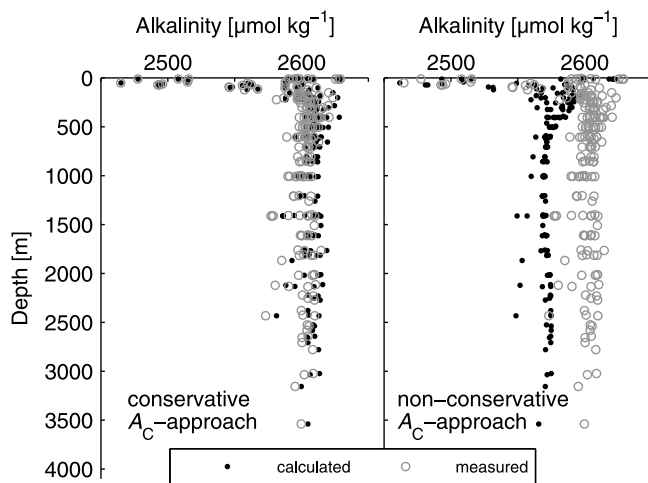 Alkalinity [µmol kg⁻¹] Alkalinity [µmol kg⁻¹]
2500 2600 2500 2600
0
500
1000
1500
2000
2500
3000
3500
4000
Depth [m]
conservative
A_C–approach
non–conservative
A_C–approach
calculated measured